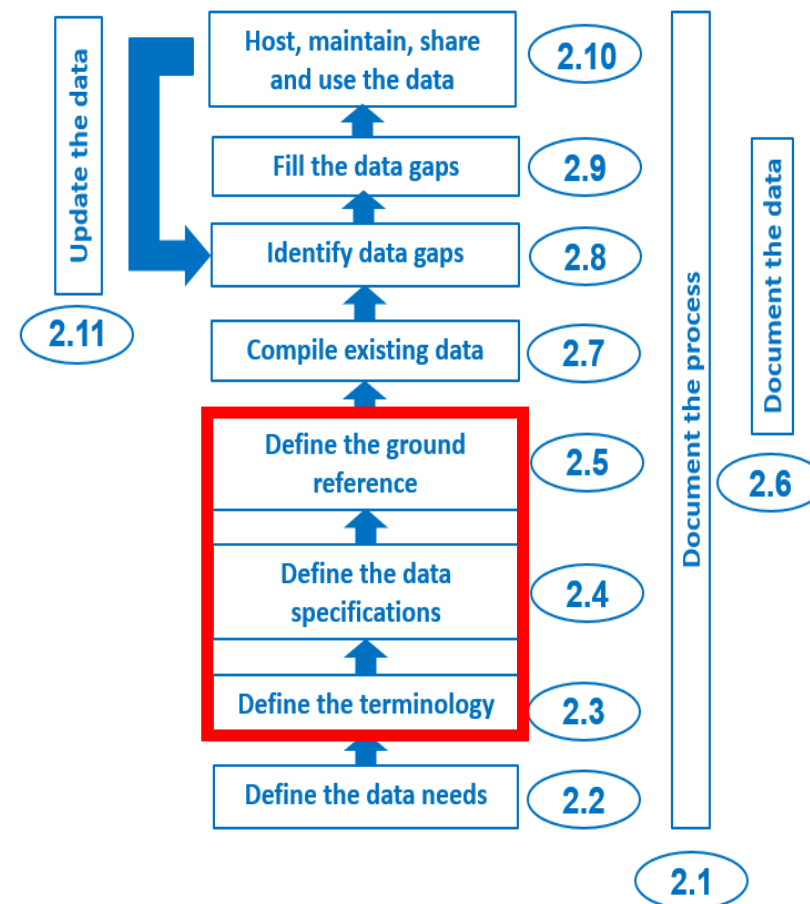 Host, maintain, share
and use the data
2.10
Fill the data gaps
2.9
Identify data gaps
2.8
Compile existing data
2.7
Define the ground
reference
2.5
Define the data
specifications
2.4
Define the terminology
2.3
Define the data needs
2.2
Update the data
2.11
Document the process
2.1
Document the data
2.6